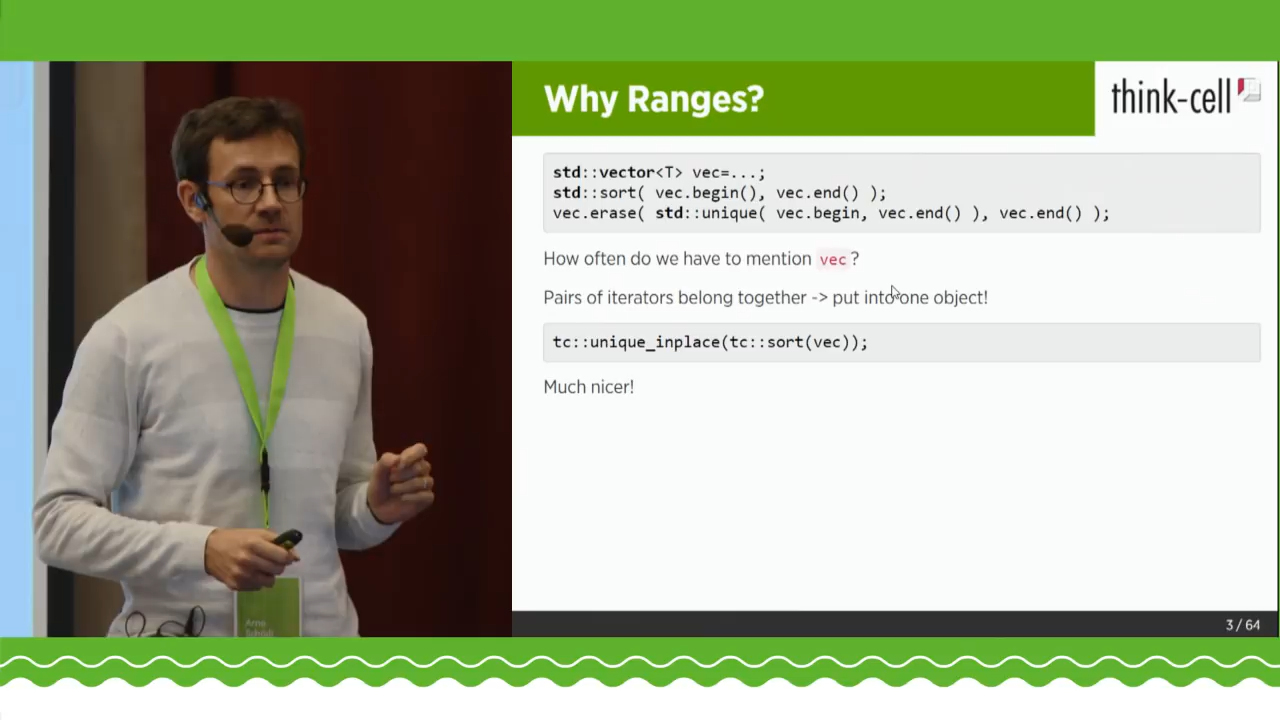 Why Ranges?
think-cell
std::vector<T> vec=...;
std::sort( vec.begin(), vec.end() );
vec.erase( std::unique( vec.begin, vec.end() ), vec.end() );
How often do we have to mention vec?
Pairs of iterators belong together -> put into one object!
tc::unique_inplace(tc::sort(vec));
Much nicer!
3 / 64
Arne